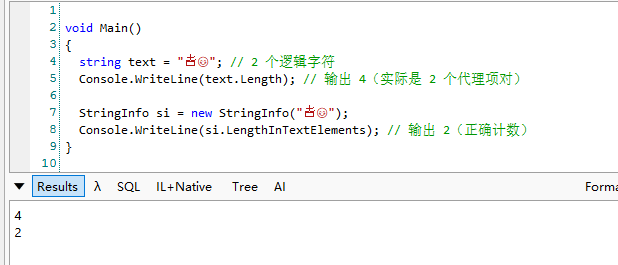 1
2 void Main()
3 {
4 string text = "𠮷😊"; // 2 个逻辑字符
5 Console.WriteLine(text.Length); // 输出 4（实际是 2 个代理项对）
6
7 StringInfo si = new StringInfo("𠮷😊");
8 Console.WriteLine(si.LengthInTextElements); // 输出 2（正确计数）
9 }
10
▼ Results λ SQL IL+Native Tree AI Forma
4
2